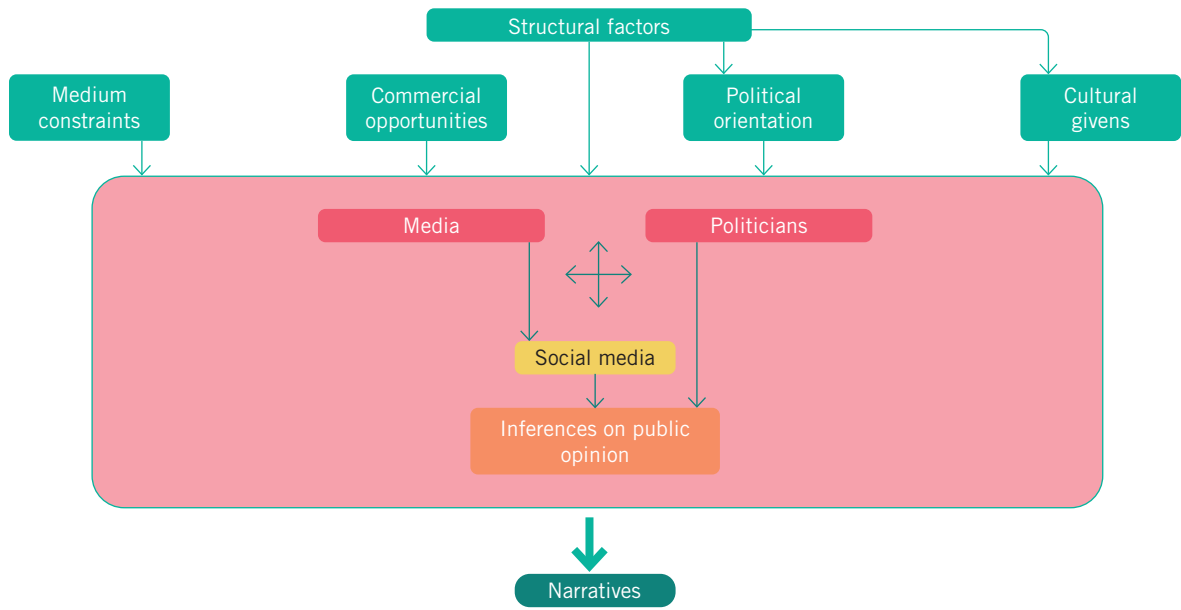 Structural factors
Medium
constraints
Commercial
opportunities
Political
orientation
Cultural
givens
Media
Politicians
Social media
Inferences on public
opinion
Narratives